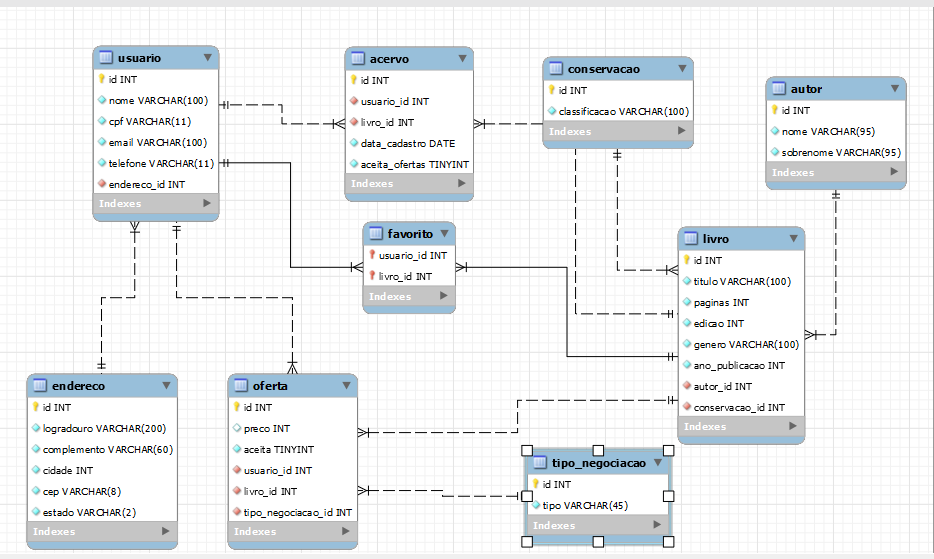 usuario
id INT
nome VARCHAR(100)
cpf VARCHAR(11)
email VARCHAR(100)
telefone VARCHAR(11)
endereco_id INT
Indexes
acervo
id INT
usuario_id INT
livro_id INT
data_cadastro DATE
aceita_ofertas TINYINT
Indexes
conservacao
id INT
classificacao VARCHAR(100)
Indexes
autor
id INT
nome VARCHAR(95)
sobrenome VARCHAR(95)
Indexes
favorito
usuario_id INT
livro_id INT
Indexes
livro
id INT
titulo VARCHAR(100)
paginas INT
edicao INT
genero VARCHAR(100)
ano_publicacao INT
autor_id INT
conservacao_id INT
Indexes
endereco
id INT
logradouro VARCHAR(200)
complemento VARCHAR(60)
cidade INT
cep VARCHAR(8)
estado VARCHAR(2)
Indexes
oferta
id INT
preco INT
aceita TINYINT
usuario_id INT
livro_id INT
tipo_negociacao_id INT
Indexes
tipo_negociacao
id INT
tipo VARCHAR(45)
Indexes